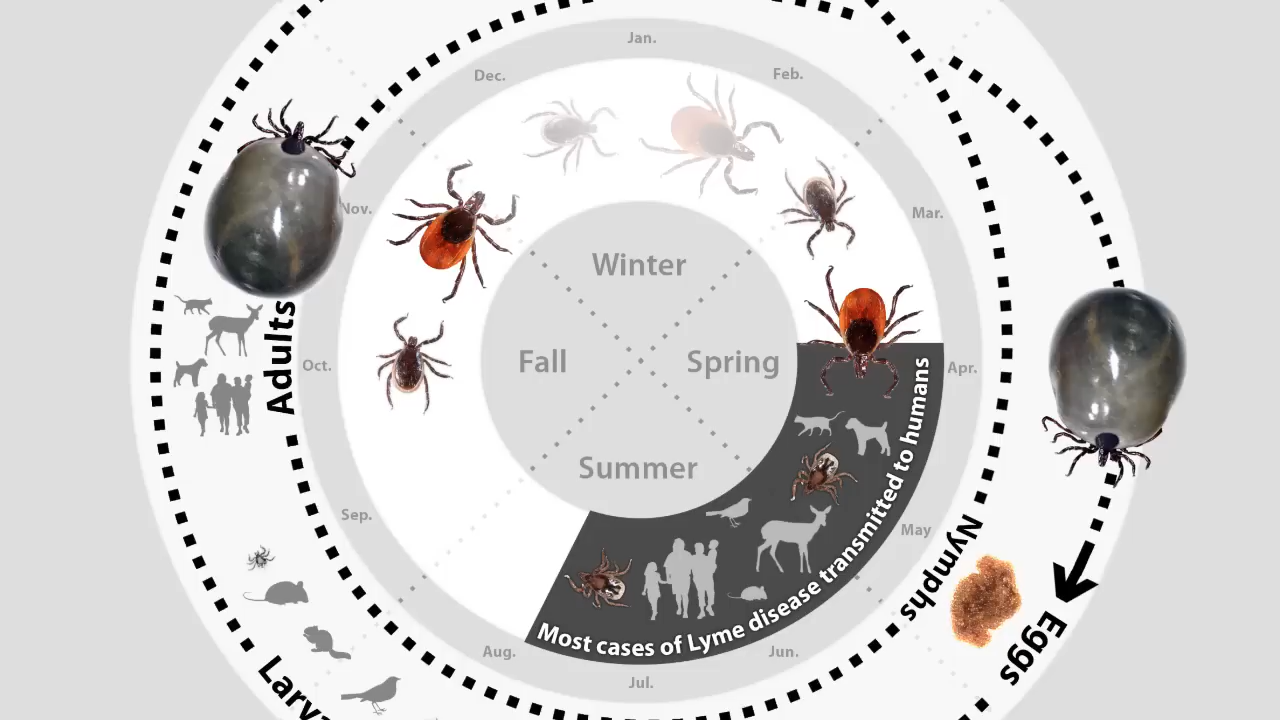 Jan.
Feb.
Mar.
Apr.
May
Jun.
Jul.
Aug.
Sep.
Oct.
Nov.
Dec.
Winter
Spring
Summer
Fall
Most cases of Lyme disease transmitted to humans
Adults
Nymphs
Eggs